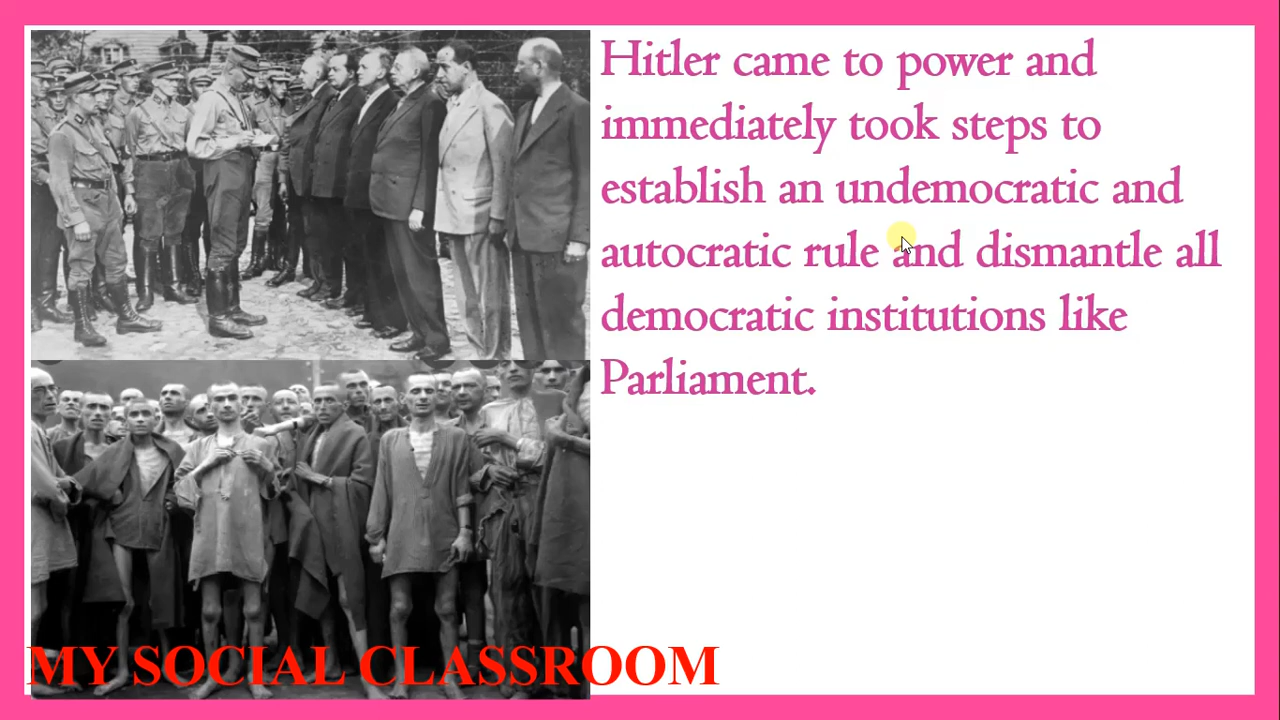 Hitler came to power and
immediately took steps to
establish an undemocratic and
autocratic rule and dismantle all
democratic institutions like
Parliament.
MY SOCIAL CLASSROOM